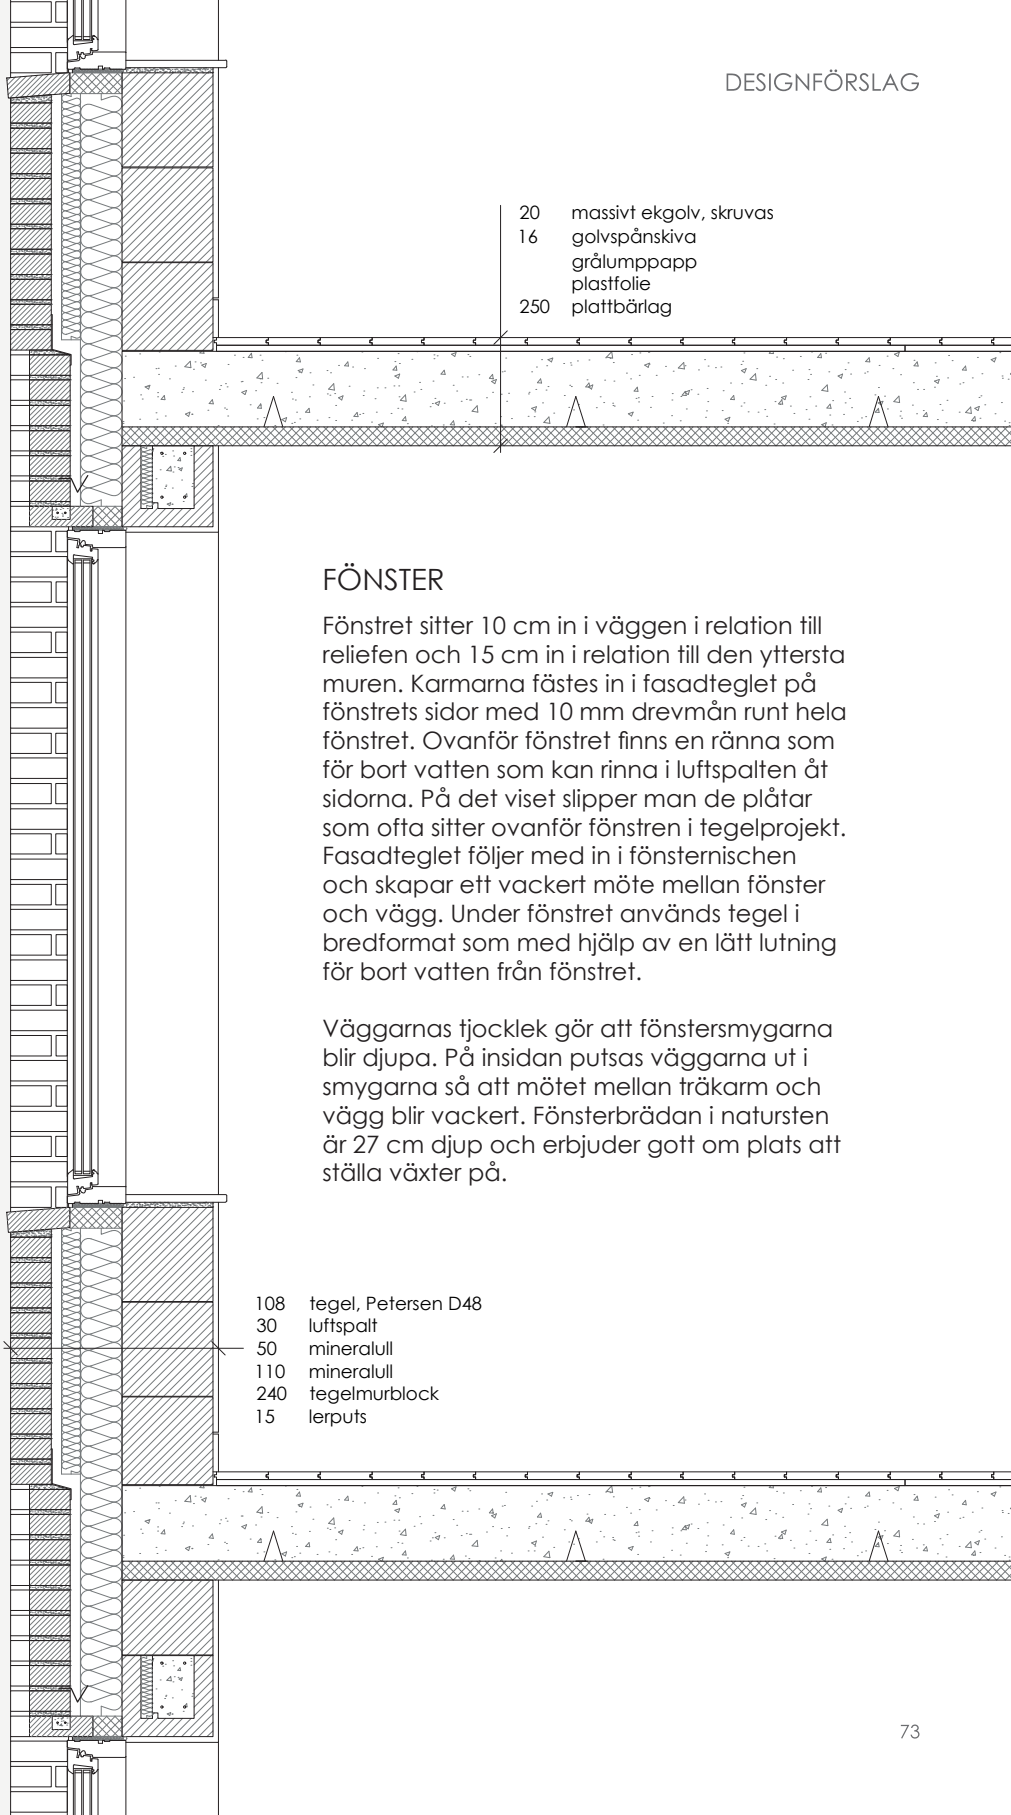 DESIGNFÖRSLAG
20 massivt ekgolv, skruvas
16 golvspånskiva
grålumppapp
plastfolie
250 plattbärlag
FÖNSTER
Fönstret sitter 10 cm in i väggen i relation till
reliefen och 15 cm in i relation till den yttersta
muren. Karmarna fästes in i fasadteglet på
fönstrets sidor med 10 mm drevmån runt hela
fönstret. Ovanför fönstret finns en ränna som
för bort vatten som kan rinna i luftspalten åt
sidorna. På det viset slipper man de plåtar
som ofta sitter ovanför fönstren i tegelprojekt.
Fasadteglet följer med in i fönsternischen
och skapar ett vackert möte mellan fönster
och vägg. Under fönstret används tegel i
bredformat som med hjälp av en lätt lutning
för bort vatten från fönstret.
Väggarnas tjocklek gör att fönstersmygarna
blir djupa. På insidan putsas väggarna ut i
smygarna så att mötet mellan träkarm och
vägg blir vackert. Fönsterbrädan i natursten
är 27 cm djup och erbjuder gott om plats att
ställa växter på.
108 tegel, Petersen D48
30 luftspalt
50 mineralull
110 mineralull
240 tegelmurblock
15 lerputs
73